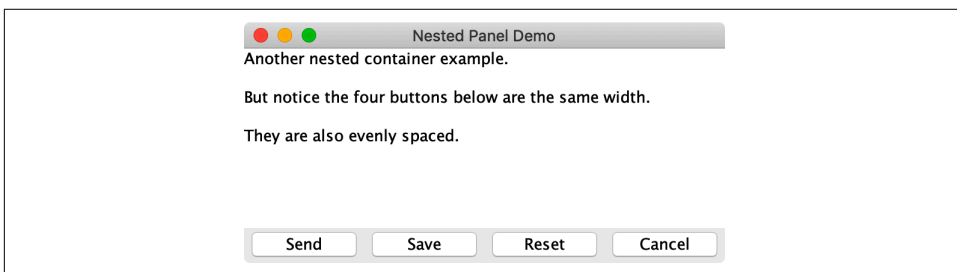 Nested Panel Demo
Another nested container example.
But notice the four buttons below are the same width.
They are also evenly spaced.
Send Save Reset Cancel